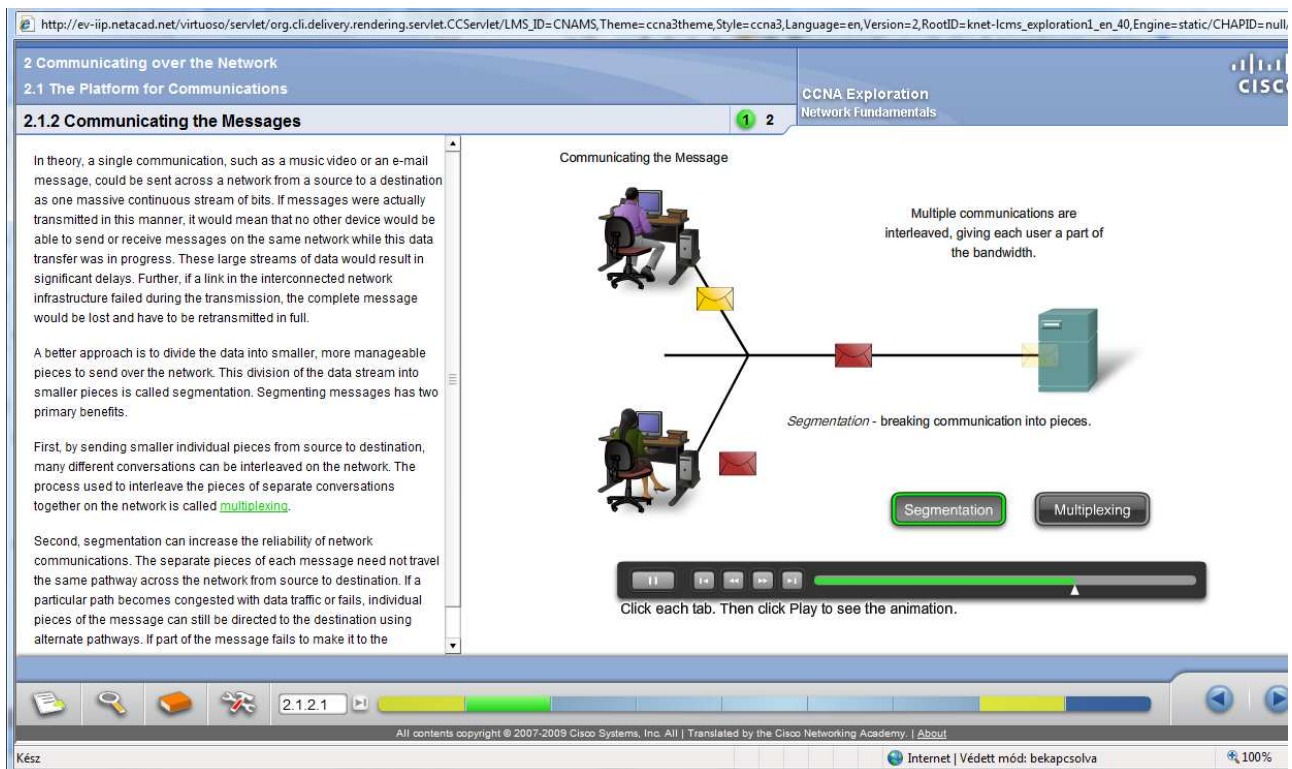 http://ev-iip.netacad.net/virtuoso/servlet/org.cli.delivery.rendering.servlet.CCServlet/LMS_ID=CNAMS,Theme=ccna3theme,Style=ccna3,Language=en,Version=2,RootID=knet-lcms_exploration1_en_40,Engine=static/CHAPID=null/
2 Communicating over the Network
2.1 The Platform for Communications
CCNA Exploration
Network Fundamentals
CISCO
2.1.2 Communicating the Messages
1 2
In theory, a single communication, such as a music video or an e-mail
message, could be sent across a network from a source to a destination
as one massive continuous stream of bits. If messages were actually
transmitted in this manner, it would mean that no other device would be
able to send or receive messages on the same network while this data
transfer was in progress. These large streams of data would result in
significant delays. Further, if a link in the interconnected network
infrastructure failed during the transmission, the complete message
would be lost and have to be retransmitted in full.
A better approach is to divide the data into smaller, more manageable
pieces to send over the network. This division of the data stream into
smaller pieces is called segmentation. Segmenting messages has two
primary benefits.
First, by sending smaller individual pieces from source to destination,
many different conversations can be interleaved on the network. The
process used to interleave the pieces of separate conversations
together on the network is called multiplexing.
Second, segmentation can increase the reliability of network
communications. The separate pieces of each message need not travel
the same pathway across the network from source to destination. If a
particular path becomes congested with data traffic or fails, individual
pieces of the message can still be directed to the destination using
alternate pathways. If part of the message fails to make it to the
Communicating the Message
Multiple communications are
interleaved, giving each user a part of
the bandwidth.
Segmentation - breaking communication into pieces.
Segmentation
Multiplexing
Click each tab. Then click Play to see the animation.
2.1.2.1
All contents copyright © 2007-2009 Cisco Systems, Inc. All | Translated by the Cisco Networking Academy. | About
Kész
Internet | Védett mód: bekapcsolva
100%